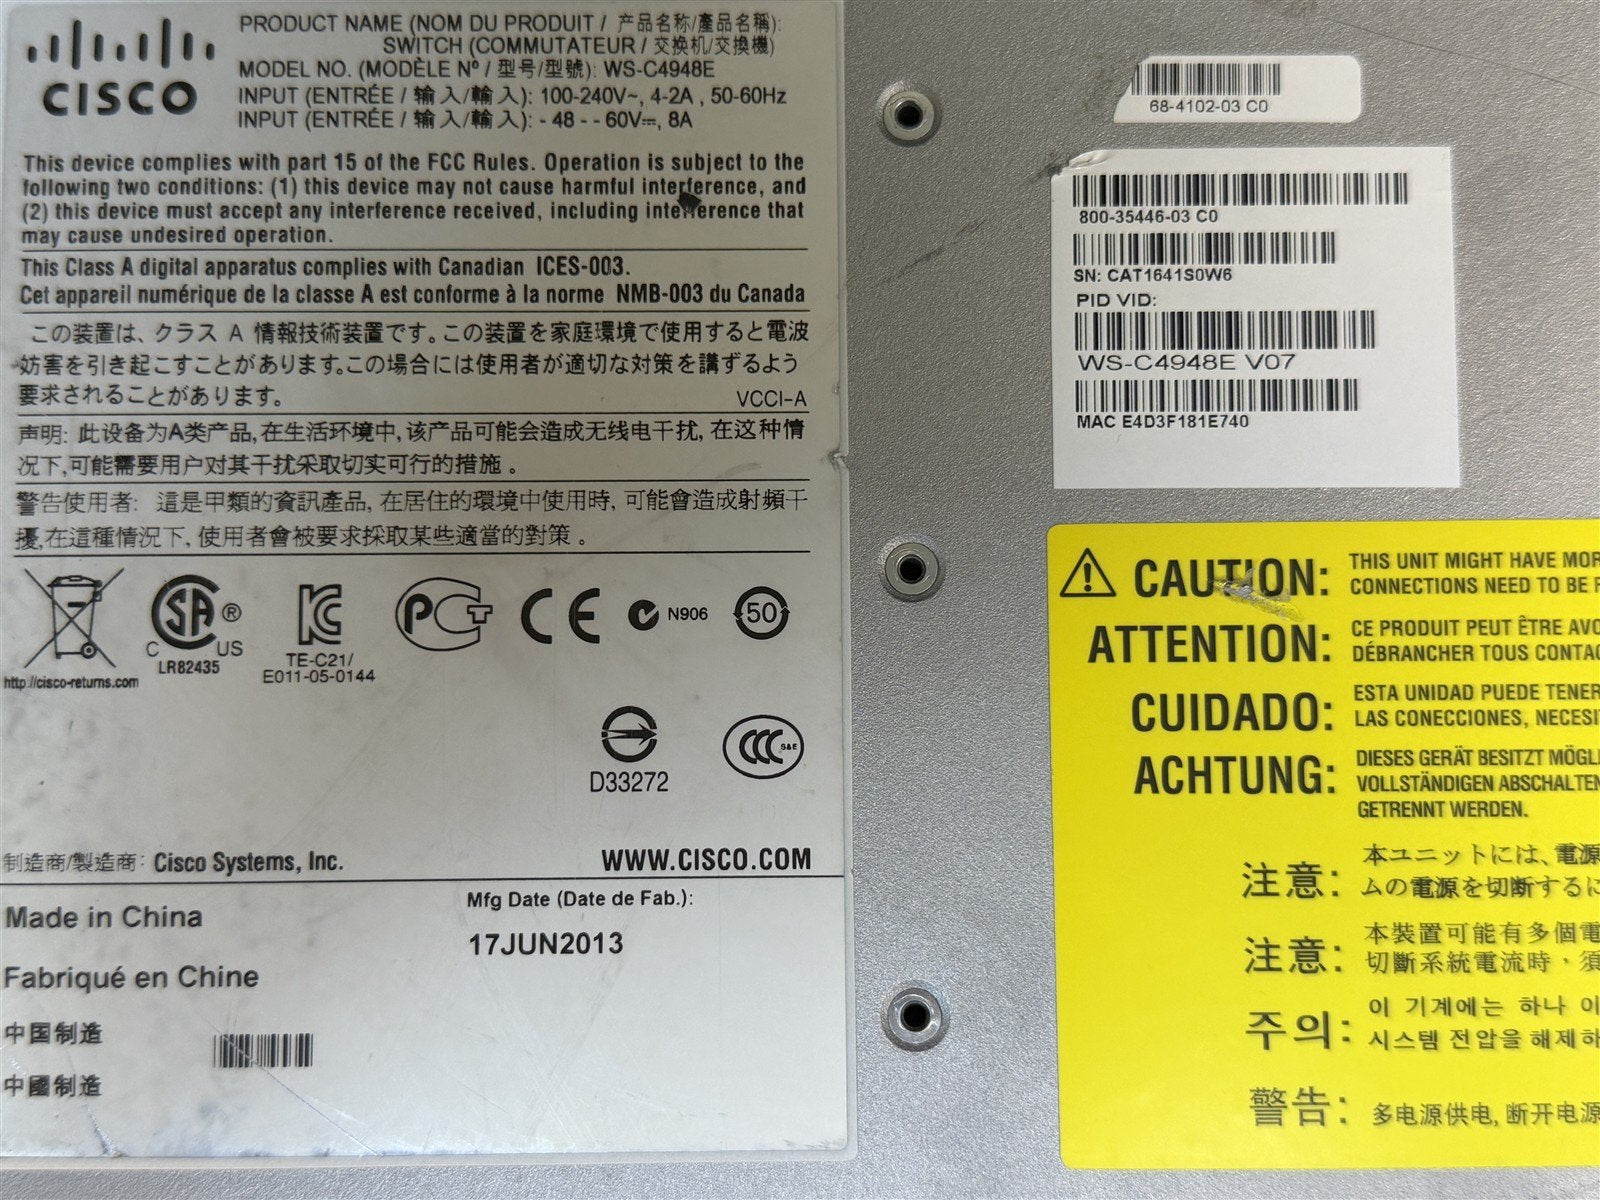 CISCO
PRODUCT NAME (NOM DU PRODUIT / 产品名称/產品名稱):
SWITCH (COMMUTATEUR / 交换机/交換機)
MODEL NO. (MODÈLE Nº / 型号/型號): WS-C4948E
INPUT (ENTRÉE / 输入/輸入): 100-240V~, 4-2A , 50-60Hz
INPUT (ENTRÉE / 输入/輸入): - 48 - - 60V⎓, 8A
This device complies with part 15 of the FCC Rules. Operation is subject to the
following two conditions: (1) this device may not cause harmful interference, and
(2) this device must accept any interference received, including interference that
may cause undesired operation.
This Class A digital apparatus complies with Canadian ICES-003.
Cet appareil numérique de la classe A est conforme à la norme NMB-003 du Canada
この装置は、クラス A 情報技術装置です。この装置を家庭環境で使用すると電波
妨害を引き起こすことがあります。この場合には使用者が適切な対策を講ずるよう
要求されることがあります。
VCCI-A
声明: 此设备为A类产品,在生活环境中,该产品可能会造成无线电干扰, 在这种情
况下,可能需要用户对其干扰采取切实可行的措施 。
警告使用者: 這是甲類的資訊產品, 在居住的環境中使用時, 可能會造成射頻干
擾,在這種情況下, 使用者會被要求採取某些適當的對策 。
http://cisco-returns.com
C SA ® US
LR82435
KC
TE-C21/
E011-05-0144
PCT
CE
N906
50
D33272
CCC S&E
制造商/製造商: Cisco Systems, Inc.
WWW.CISCO.COM
Made in China
Fabriqué en Chine
中国制造
中國制造
Mfg Date (Date de Fab.):
17JUN2013
68-4102-03 C0
800-35446-03 C0
SN: CAT1641S0W6
PID VID:
WS-C4948E V07
MAC E4D3F181E740
CAUTION: THIS UNIT MIGHT HAVE MOR
CONNECTIONS NEED TO BE
ATTENTION: CE PRODUIT PEUT ÊTRE AVO
DÉBRANCHER TOUS CONTA
CUIDADO: ESTA UNIDAD PUEDE TENER
LAS CONECCIONES, NECESI
ACHTUNG: DIESES GERÄT BESITZT MÖGLI
VOLLSTÄNDIGEN ABSCHALTEN
GETRENNT WERDEN.
注意: 本ユニットには、電源
ムの電源を切断するに
注意: 本裝置可能有多個電
切斷系統電流時，須
주의: 이 기계에는 하나 이
시스템 전압을 해제하
警告: 多电源供电, 断开电源